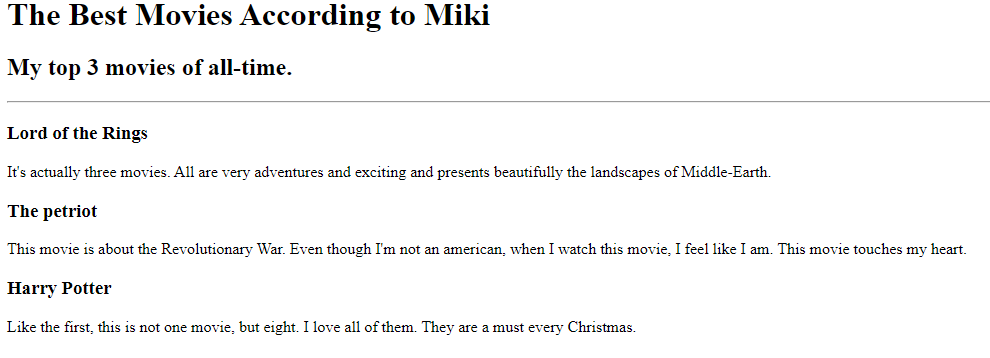 The Best Movies According to Miki
My top 3 movies of all-time.
Lord of the Rings
It's actually three movies. All are very adventures and exciting and presents beautifully the landscapes of Middle-Earth.
The petriot
This movie is about the Revolutionary War. Even though I'm not an american, when I watch this movie, I feel like I am. This movie touches my heart.
Harry Potter
Like the first, this is not one movie, but eight. I love all of them. They are a must every Christmas.